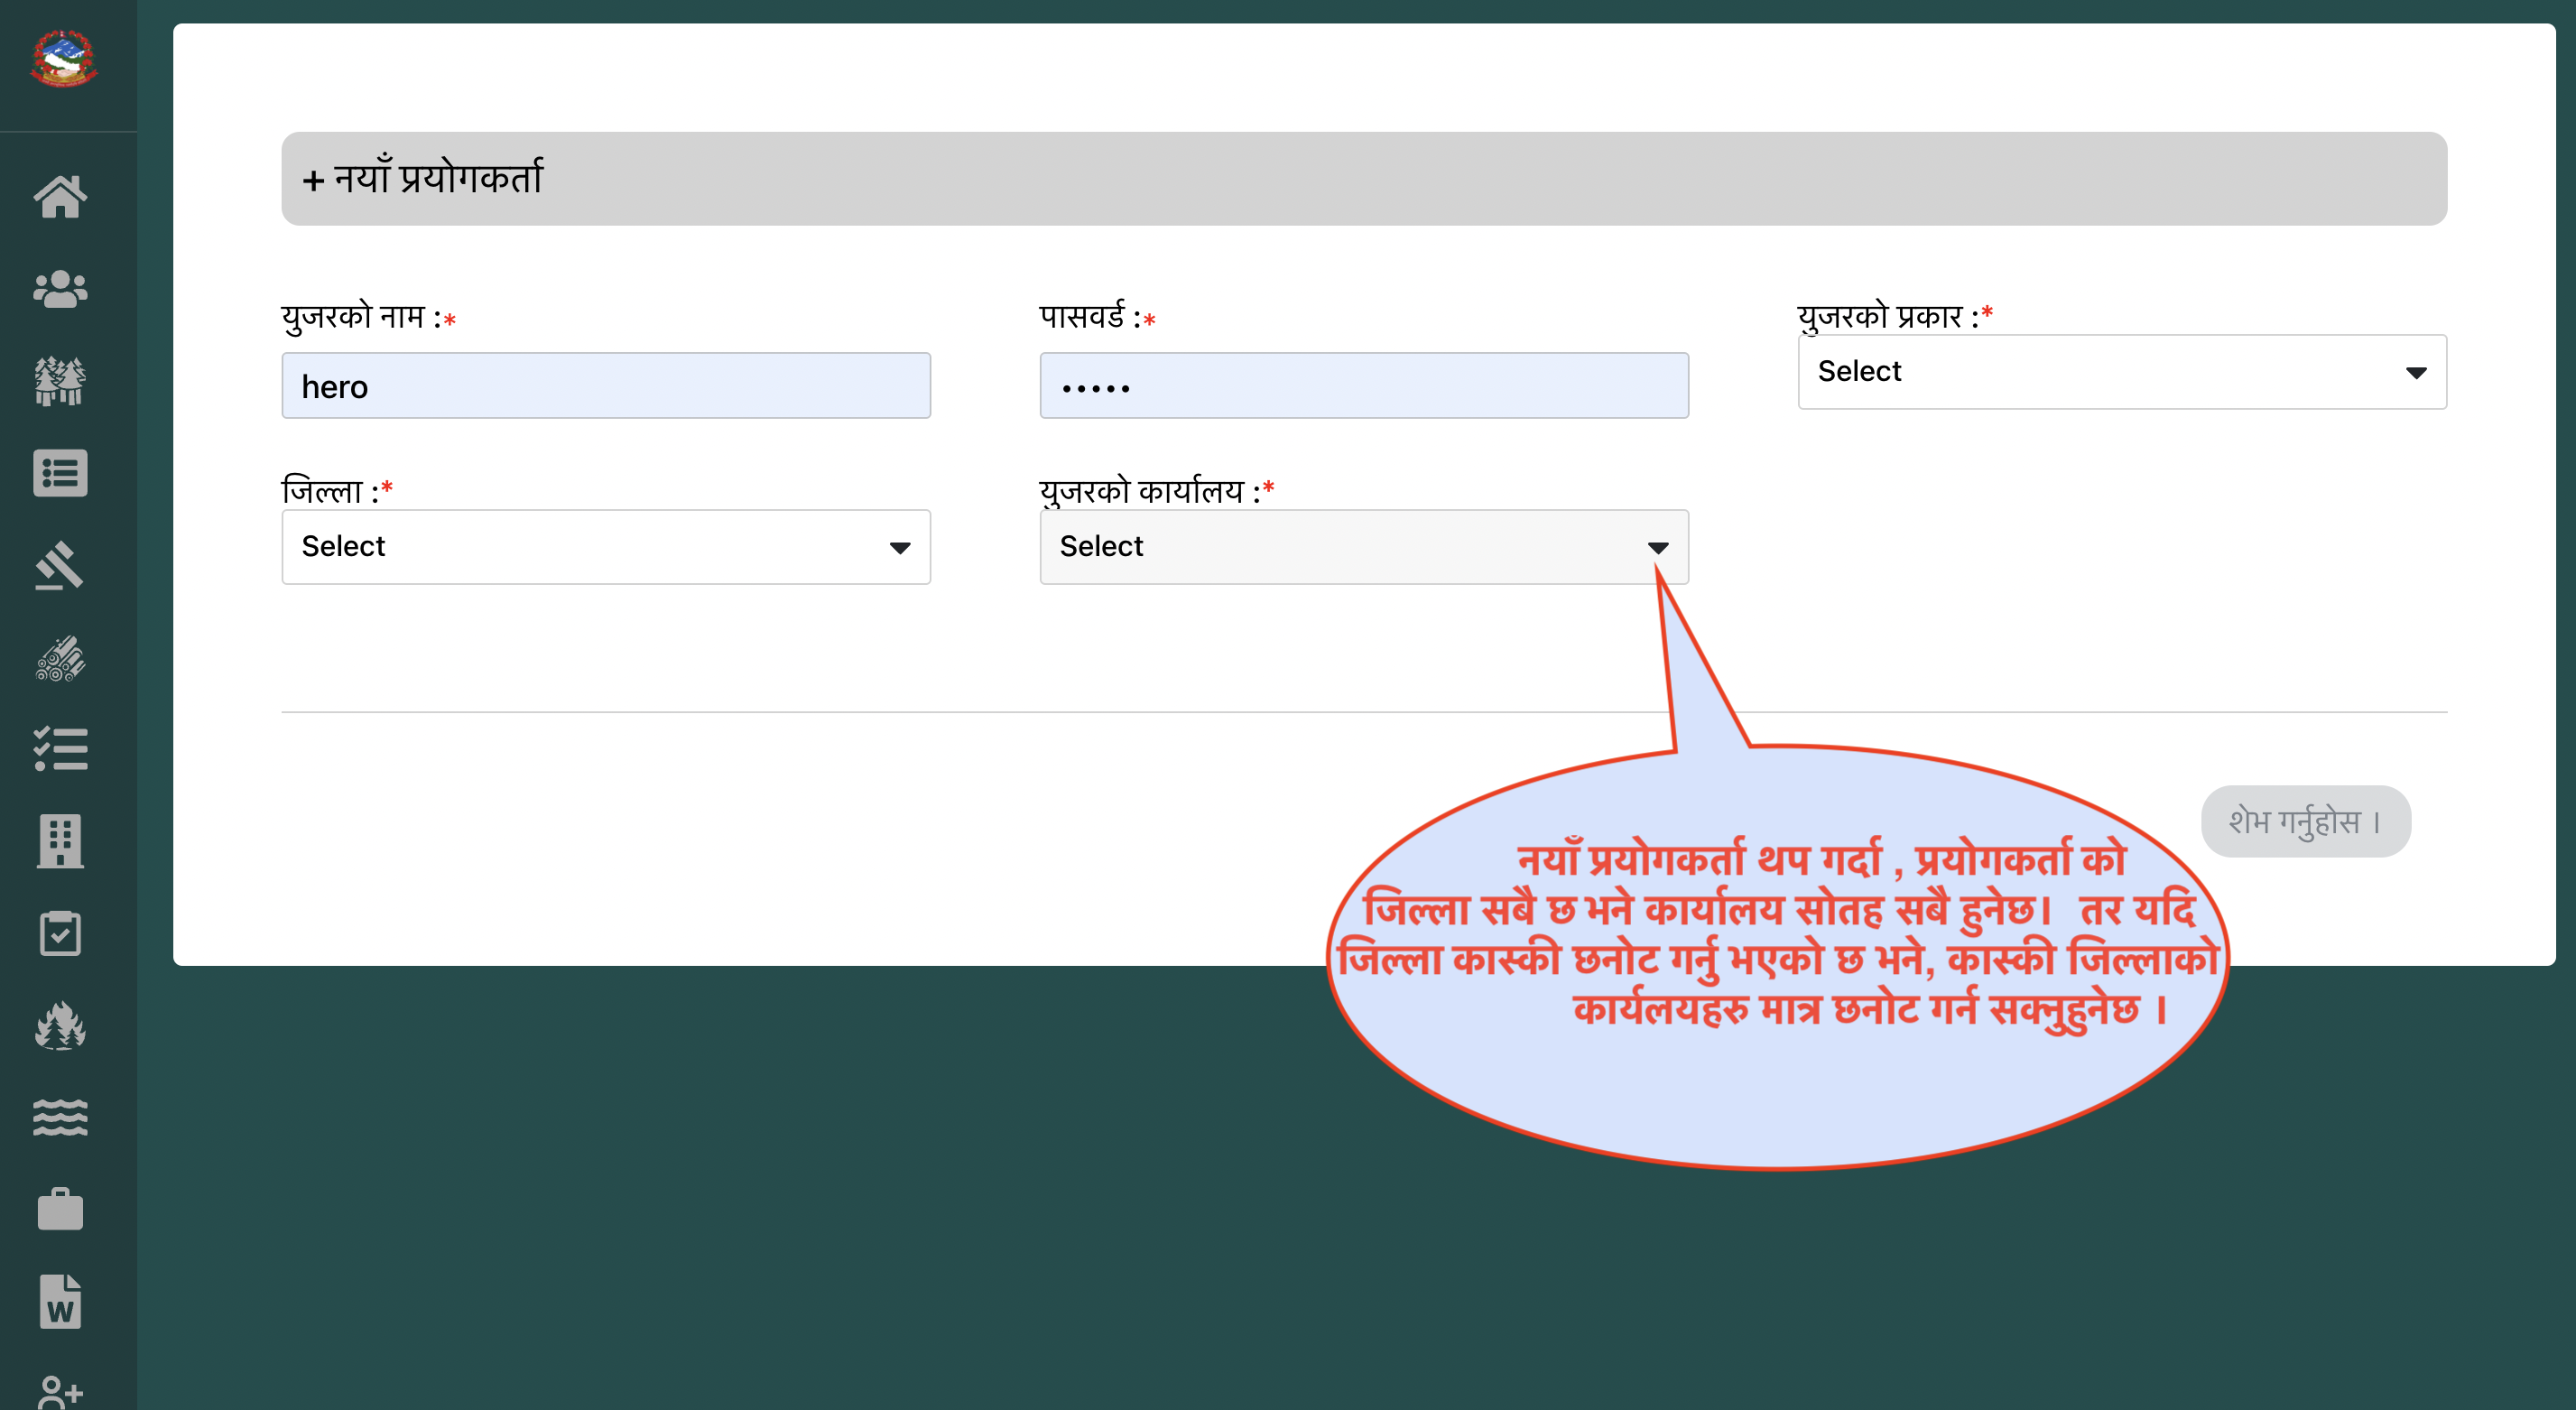 + नयाँ प्रयोगकर्ता
युजरको नाम :*
पासवर्ड :*
युजरको प्रकार :*
hero
•••••
Select
जिल्ला :*
युजरको कार्यालय :*
Select
Select
शेभ गर्नुहोस ।
नयाँ प्रयोगकर्ता थप गर्दा , प्रयोगकर्ता को
जिल्ला सबै छ भने कार्यालय सोतह सबै हुनेछ। तर यदि
जिल्ला कास्की छनोट गर्नु भएको छ भने, कास्की जिल्लाको
कार्यलयहरु मात्र छनोट गर्न सक्नुहुनेछ ।
W